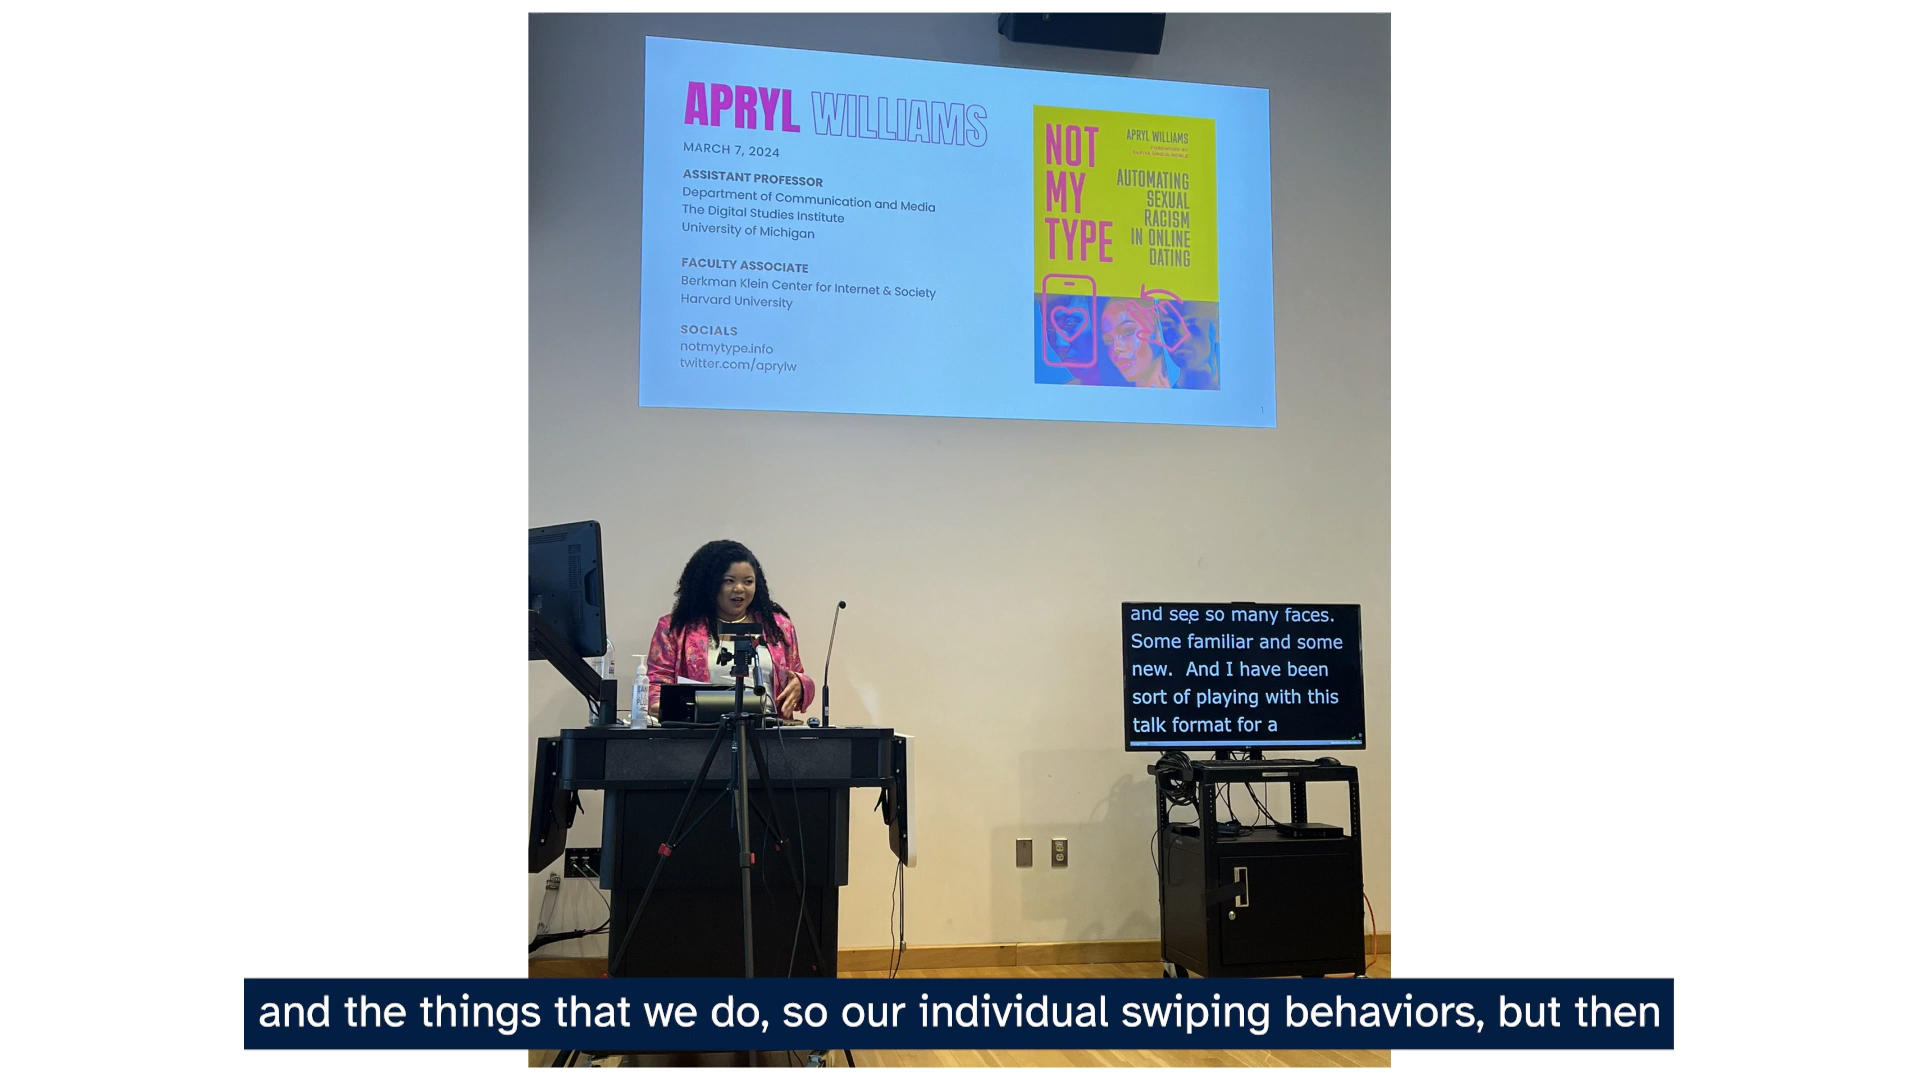 APRYL WILLIAMS
MARCH 7, 2024
ASSISTANT PROFESSOR
Department of Communication and Media
The Digital Studies Institute
University of Michigan
FACULTY ASSOCIATE
Berkman Klein Center for Internet & Society
Harvard University
SOCIALS
notmytype.info
twitter.com/aprylw
NOT
MY
TYPE
APRYL WILLIAMS
AUTOMATING
SEXUAL
RACISM
IN ONLINE
DATING
1
and see so many faces.
Some familiar and some
new. And I have been
sort of playing with this
talk format for a
and the things that we do, so our individual swiping behaviors, but then